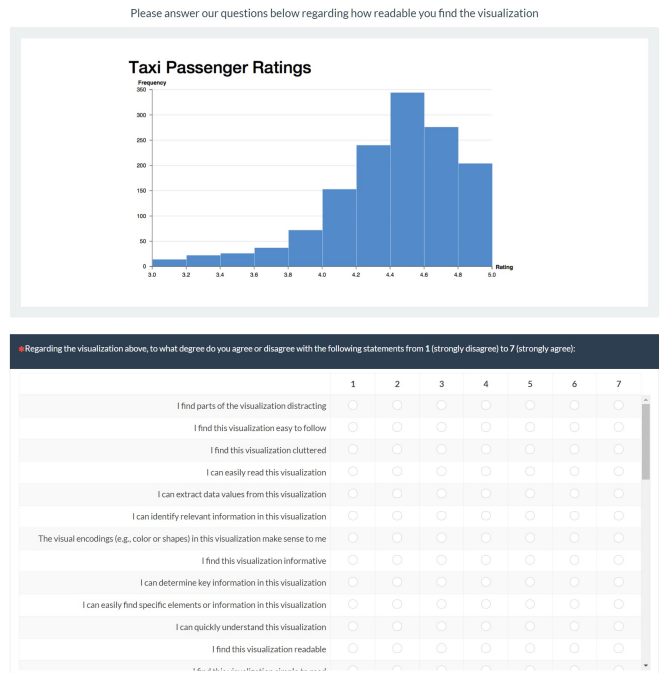 Please answer our questions below regarding how readable you find the visualization
Taxi Passenger Ratings
Frequency
350
300
250
200
150
100
50
0
3.0 3.2 3.4 3.6 3.8 4.0 4.2 4.4 4.6 4.8 5.0 Rating
*Regarding the visualization above, to what degree do you agree or disagree with the following statements from 1 (strongly disagree) to 7 (strongly agree):
1 2 3 4 5 6 7
I find parts of the visualization distracting
I find this visualization easy to follow
I find this visualization cluttered
I can easily read this visualization
I can extract data values from this visualization
I can identify relevant information in this visualization
The visual encodings (e.g., color or shapes) in this visualization make sense to me
I find this visualization informative
I can determine key information in this visualization
I can easily find specific elements or information in this visualization
I can quickly understand this visualization
I find this visualization readable
I find this visualization simple to read